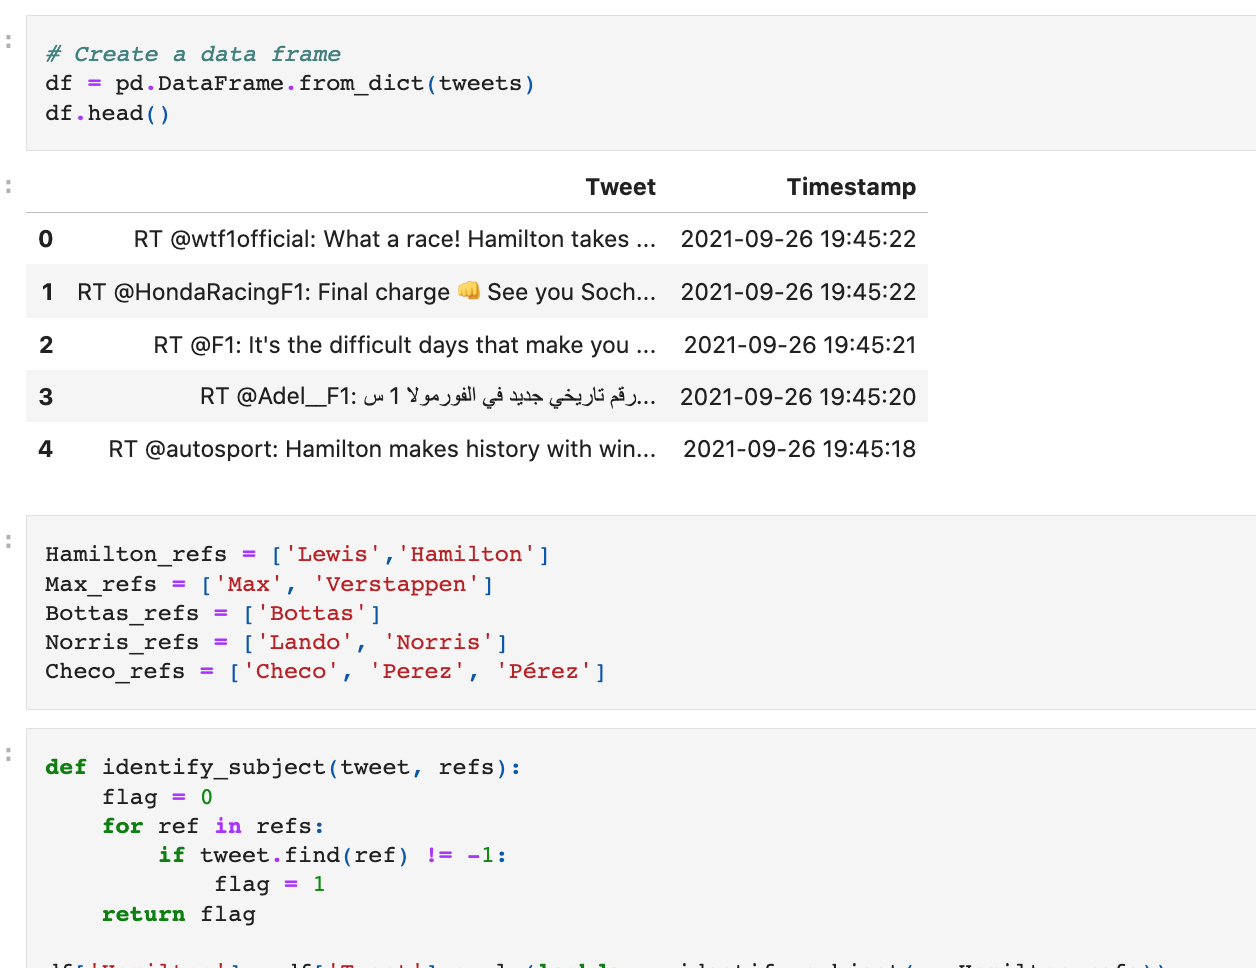 # Create a data frame
df = pd.DataFrame.from_dict(tweets)
df.head()
Tweet Timestamp
0 RT @wtf1official: What a race! Hamilton takes ... 2021-09-26 19:45:22
1 RT @HondaRacingF1: Final charge 👊 See you Soch... 2021-09-26 19:45:22
2 RT @F1: It's the difficult days that make you ... 2021-09-26 19:45:21
3 RT @Adel__F1: رقم تاريخي جديد في الفورمولا 1 س... 2021-09-26 19:45:20
4 RT @autosport: Hamilton makes history with win... 2021-09-26 19:45:18
Hamilton_refs = ['Lewis','Hamilton']
Max_refs = ['Max', 'Verstappen']
Bottas_refs = ['Bottas']
Norris_refs = ['Lando', 'Norris']
Checo_refs = ['Checo', 'Perez', 'Pérez']
def identify_subject(tweet, refs):
    flag = 0
    for ref in refs:
        if tweet.find(ref) != -1:
            flag = 1
    return flag